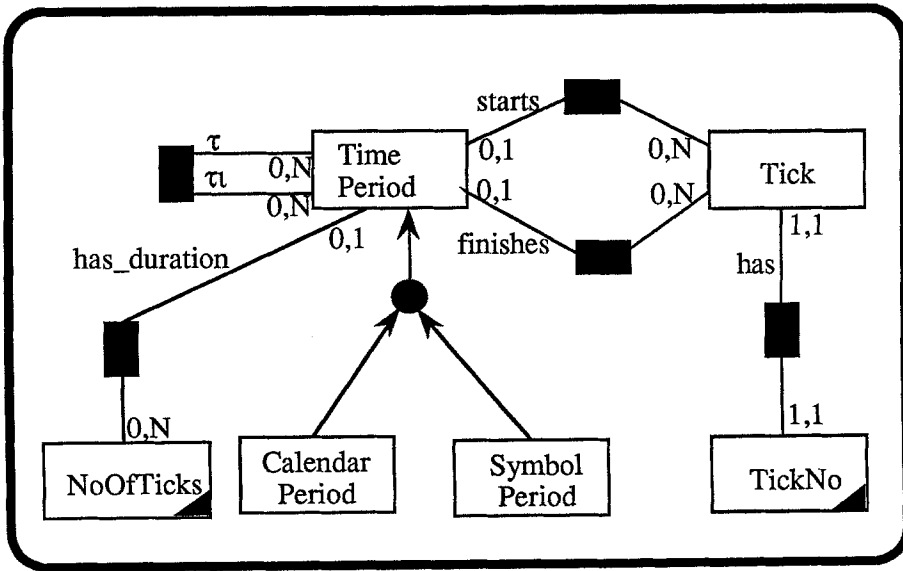 starts
τ
0,N
τι
0,N
Time
Period
0,1
0,1
0,N
0,N
Tick
0,1
finishes
1,1
has_duration
has
0,N
1,1
NoOfTicks
Calendar
Period
Symbol
Period
TickNo